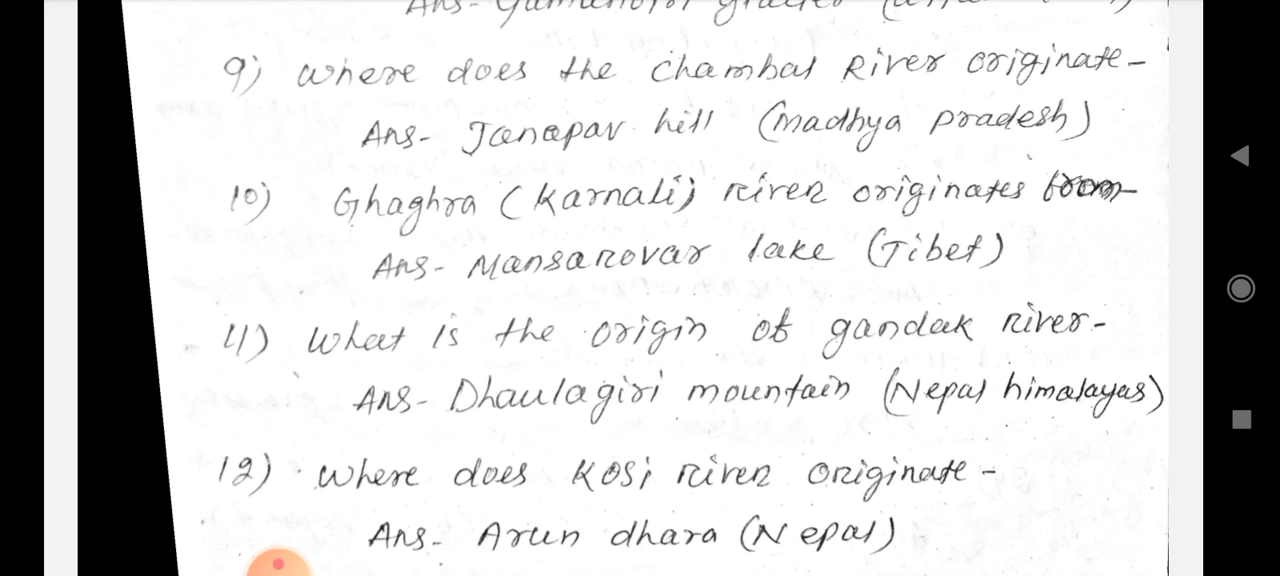 9) Where does the Chambal River originate-
Ans- Janapav hill (Madhya pradesh)
10) Ghaghra (Karnali) river originates from-
Ans- Mansarovar lake (Tibet)
11) What is the origin of gandak River-
Ans- Dhaulagiri mountain (Nepal himalayas)
12) Where does Kosi river originate-
Ans- Arun dhara (Nepal)